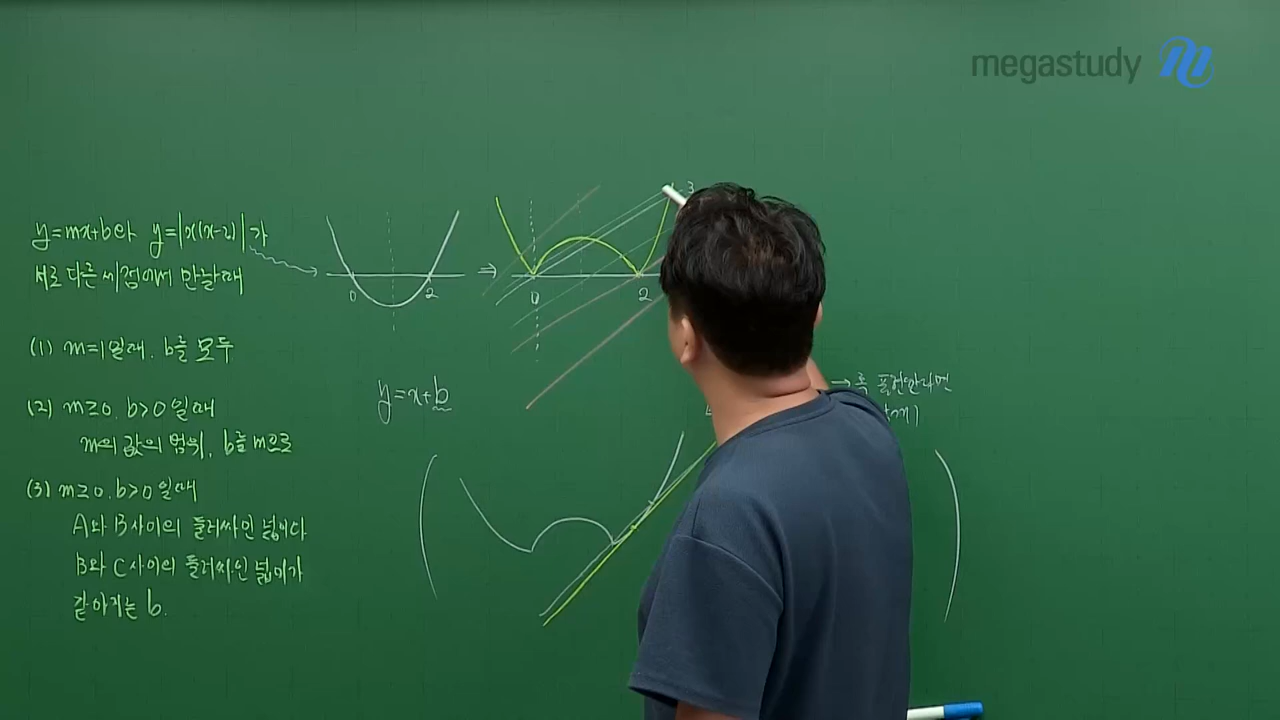 megastudy
y=mx+b와 y=|x(x-2)|가
서로 다른 세점에서 만날때
(1) m=1일때. b를 모두
(2) m≥0. b>0 일때
m의 값의 범위, b를 m으로
(3) m≥0. b>0 일때
A와 B사이의 둘러싸인 넓이다
B와 C사이의 둘러싸인 넓이가
같아지는 b.
0 2
⇒
0 2
3
y=x+b
→ 혹